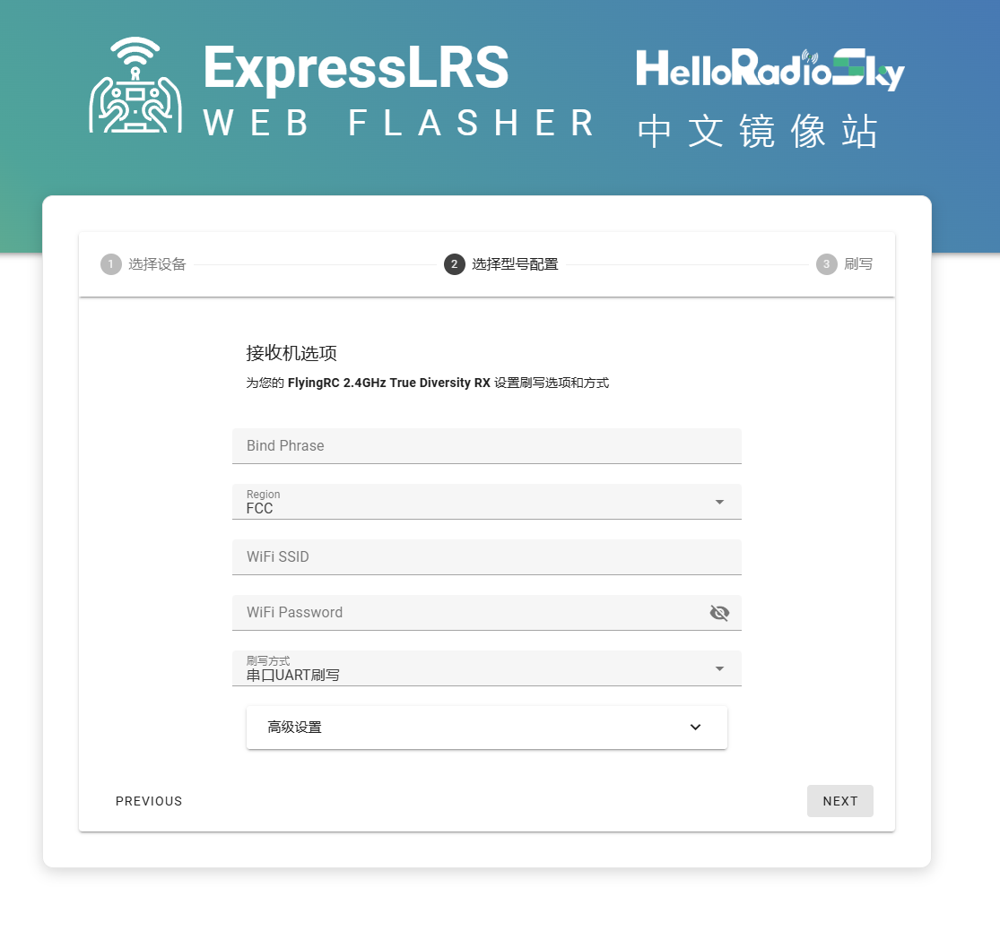 ExpressLRS
WEB FLASHER
HelloRadioSky
中文镜像站
1 选择设备
2 选择型号配置
3 刷写
接收机选项
为您的 FlyingRC 2.4GHz True Diversity RX 设置刷写选项和方式
Bind Phrase
Region
FCC
WiFi SSID
WiFi Password
刷写方式
串口UART刷写
高级设置
PREVIOUS
NEXT